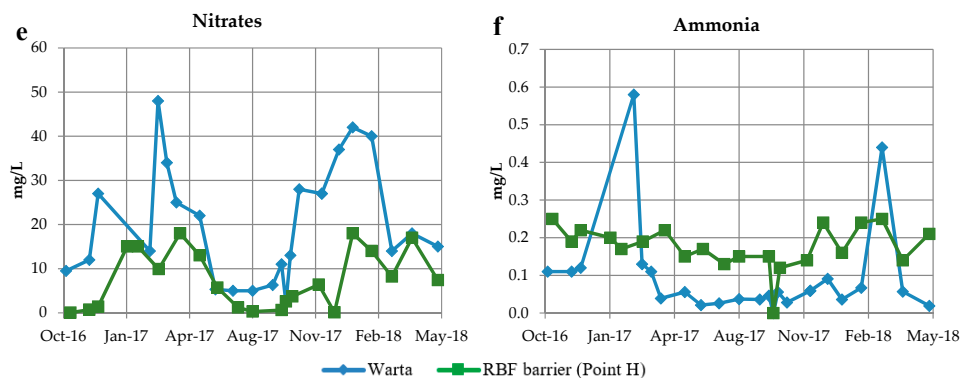 e
Nitrates
60
50
40
30
20
10
0
mg/L
Oct-16 Jan-17 Apr-17 Aug-17 Nov-17 Feb-18 May-18
f
Ammonia
0.7
0.6
0.5
0.4
0.3
0.2
0.1
0.0
mg/L
Oct-16 Jan-17 Apr-17 Aug-17 Nov-17 Feb-18 May-18
Warta RBF barrier (Point H)